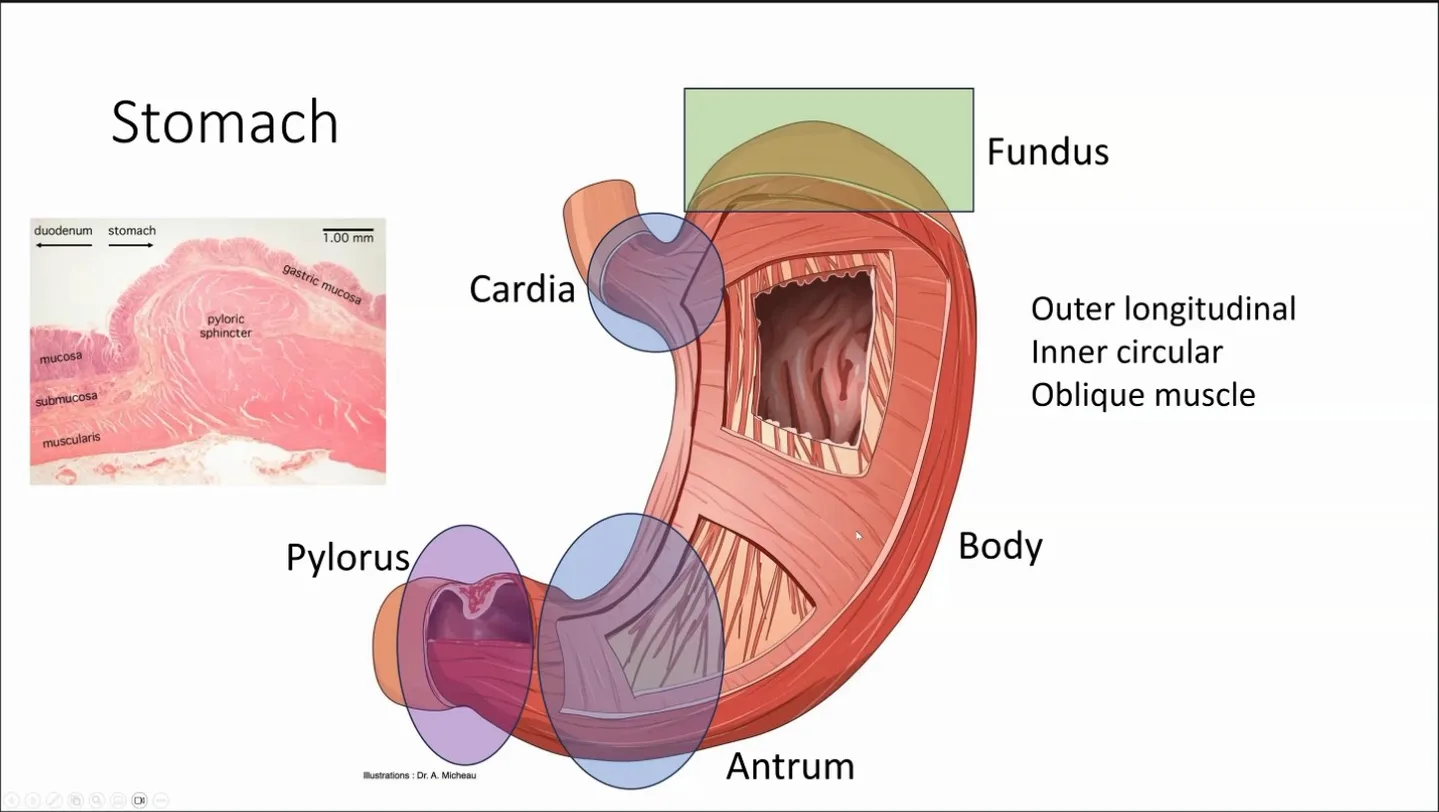 Stomach
Fundus
Cardia
Outer longitudinal
Inner circular
Oblique muscle
duodenum
stomach
1.00 mm
gastric mucosa
pyloric
sphincter
mucosa
submucosa
muscularis
Pylorus
Body
Antrum
Illustrations : Dr. A. Micheau